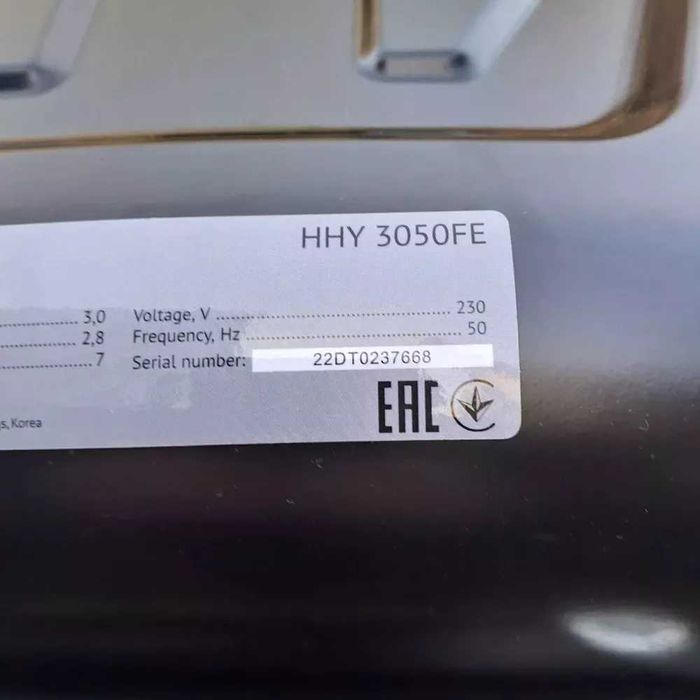 HHY 3050FE
3,0 Voltage, V 230
2,8 Frequency, Hz 50
7 Serial number: 22DT0237668
EAC
Korea